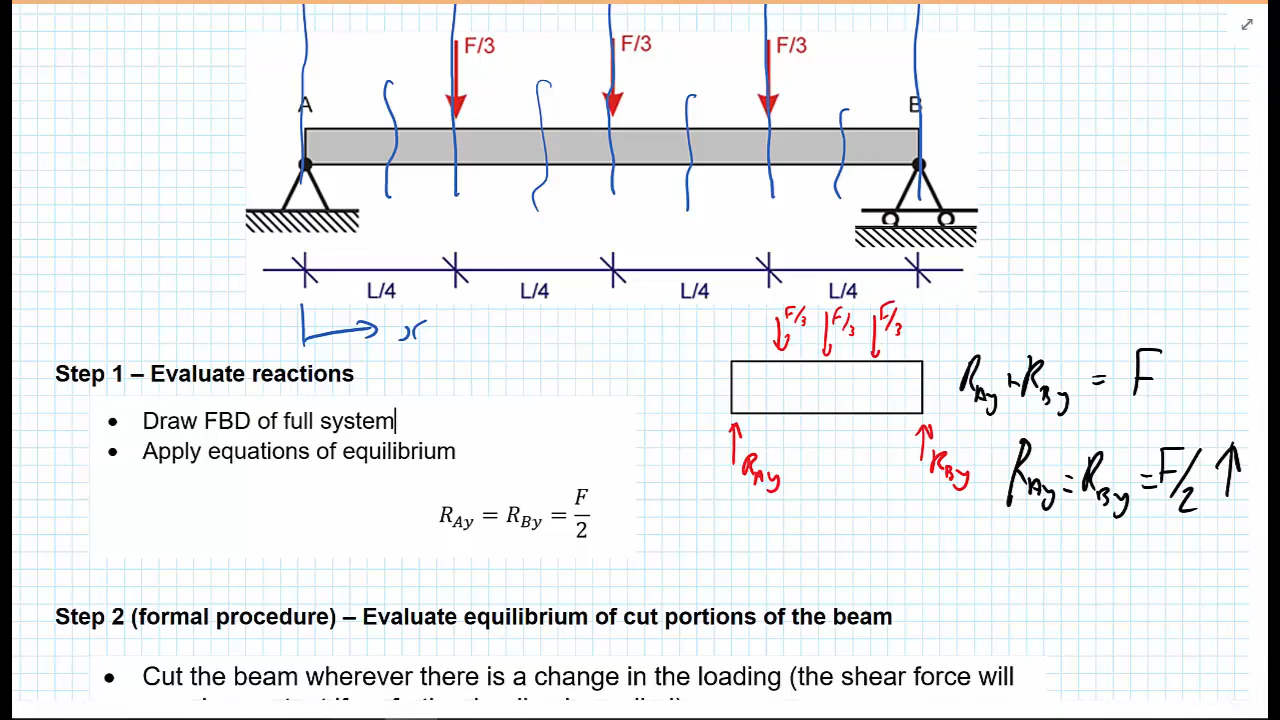 F/3 F/3 F/3
A B
L/4 L/4 L/4 L/4
x
F/3 F/3 F/3
Step 1 – Evaluate reactions
RAy + RBy = F
• Draw FBD of full system
• Apply equations of equilibrium
RAy RBy
RAy = RBy = F/2 ↑
RAy = RBy = F/2
Step 2 (formal procedure) – Evaluate equilibrium of cut portions of the beam
• Cut the beam wherever there is a change in the loading (the shear force will